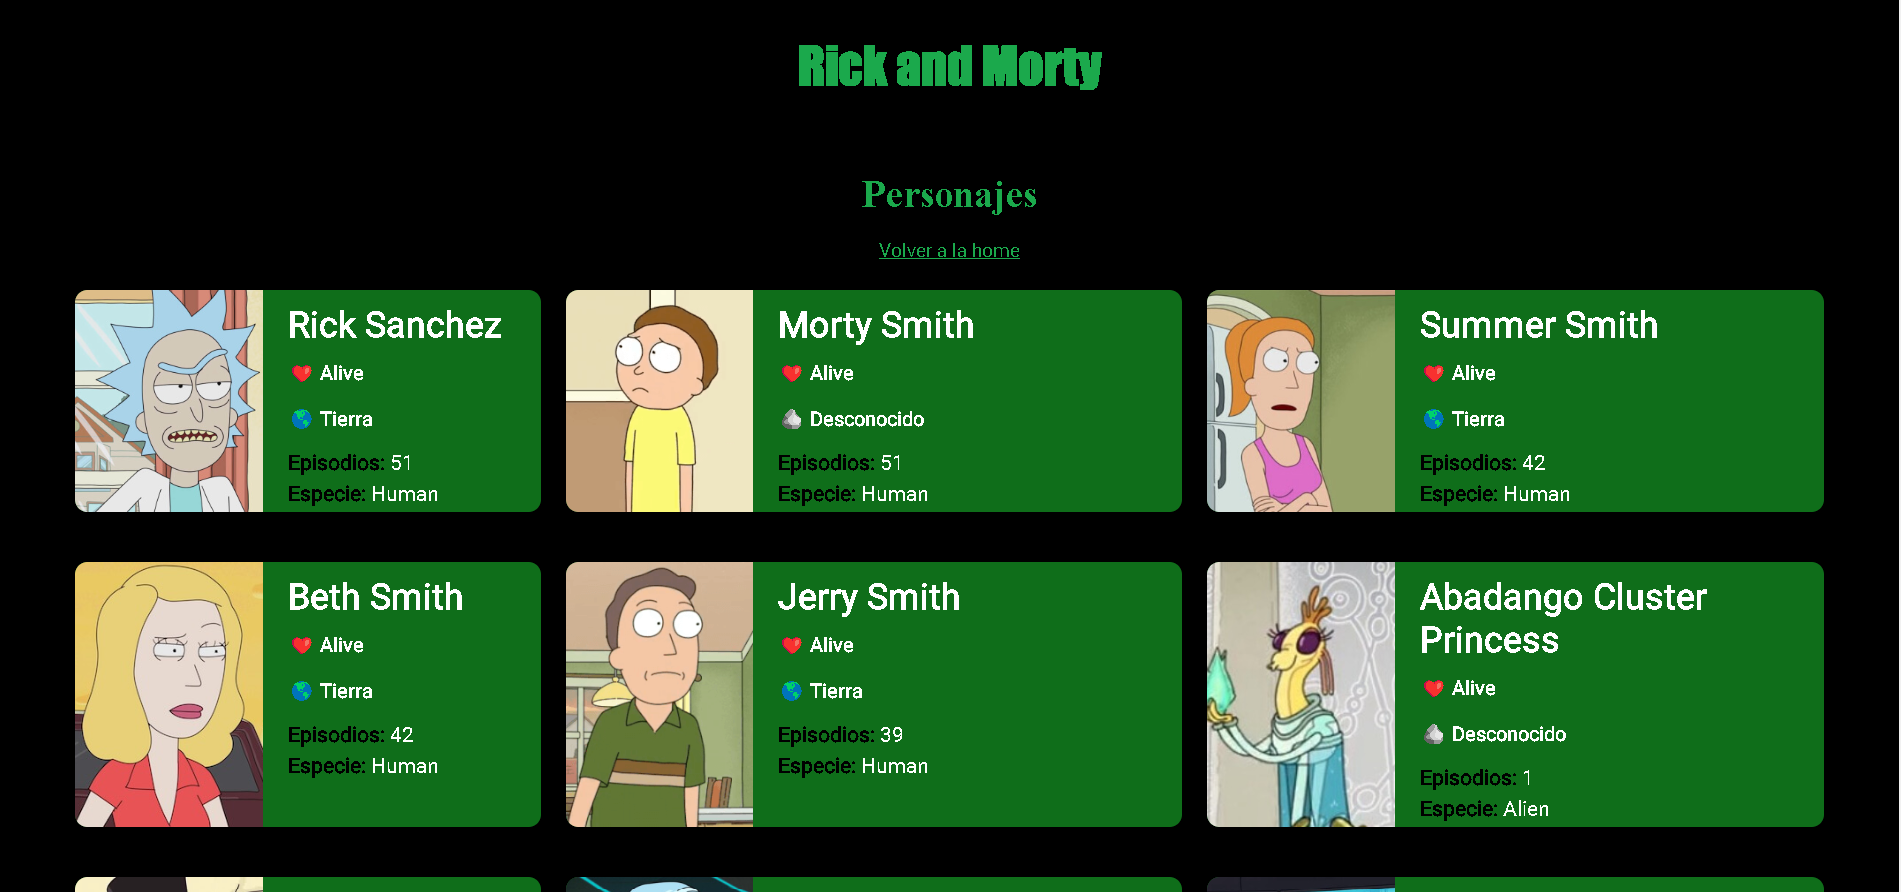 Rick and Morty
Personajes
Volver a la home
Rick Sanchez
❤️ Alive
🌎 Tierra
Episodios: 51
Especie: Human
Morty Smith
❤️ Alive
🪨 Desconocido
Episodios: 51
Especie: Human
Summer Smith
❤️ Alive
🌎 Tierra
Episodios: 42
Especie: Human
Beth Smith
❤️ Alive
🌎 Tierra
Episodios: 42
Especie: Human
Jerry Smith
❤️ Alive
🌎 Tierra
Episodios: 39
Especie: Human
Abadango Cluster
Princess
❤️ Alive
🪨 Desconocido
Episodios: 1
Especie: Alien